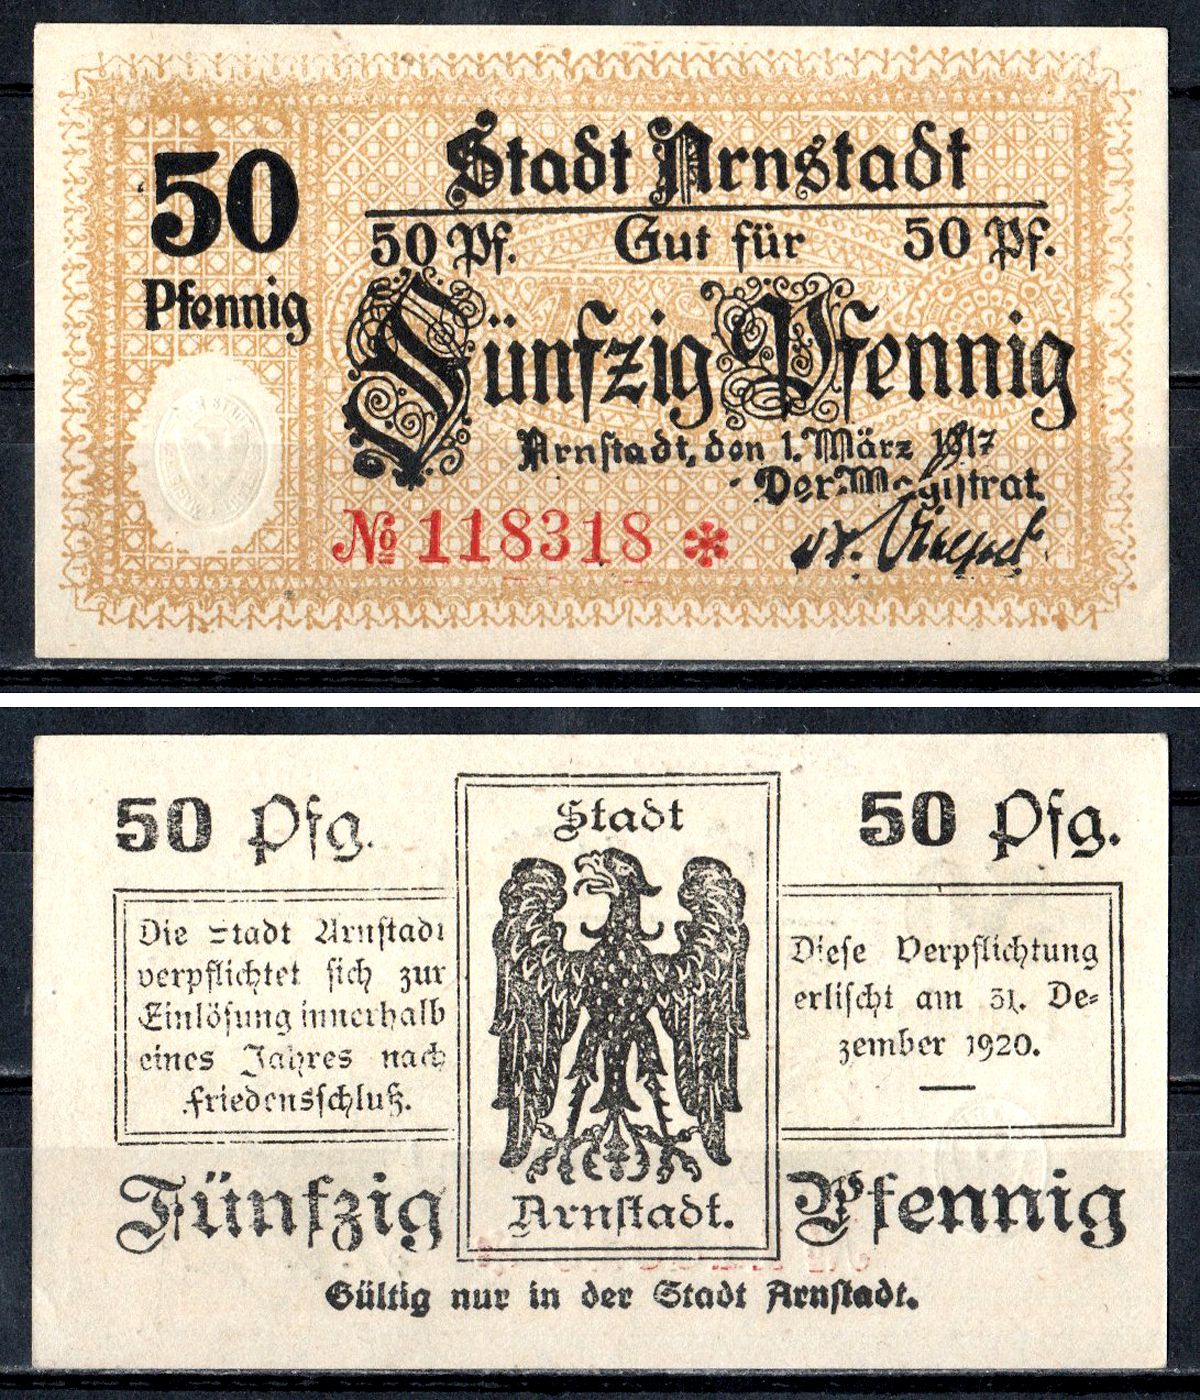 50
Pfennig
Stadt Arnstadt
50 Pf. Gut für 50 Pf.
Fünfzig Pfennig
Arnstadt, den 1. März 1917
Der Magistrat
No 118318 *
50 Pfg.
Stadt
50 Pfg.
Die Stadt Arnstadt
verpflichtet sich zur
Einlösung innerhalb
eines Jahres nach
Friedensschluß.
Diese Verpflichtung
erlischt am 31. De-
zember 1920.
Arnstadt.
Fünfzig Pfennig
Gültig nur in der Stadt Arnstadt.